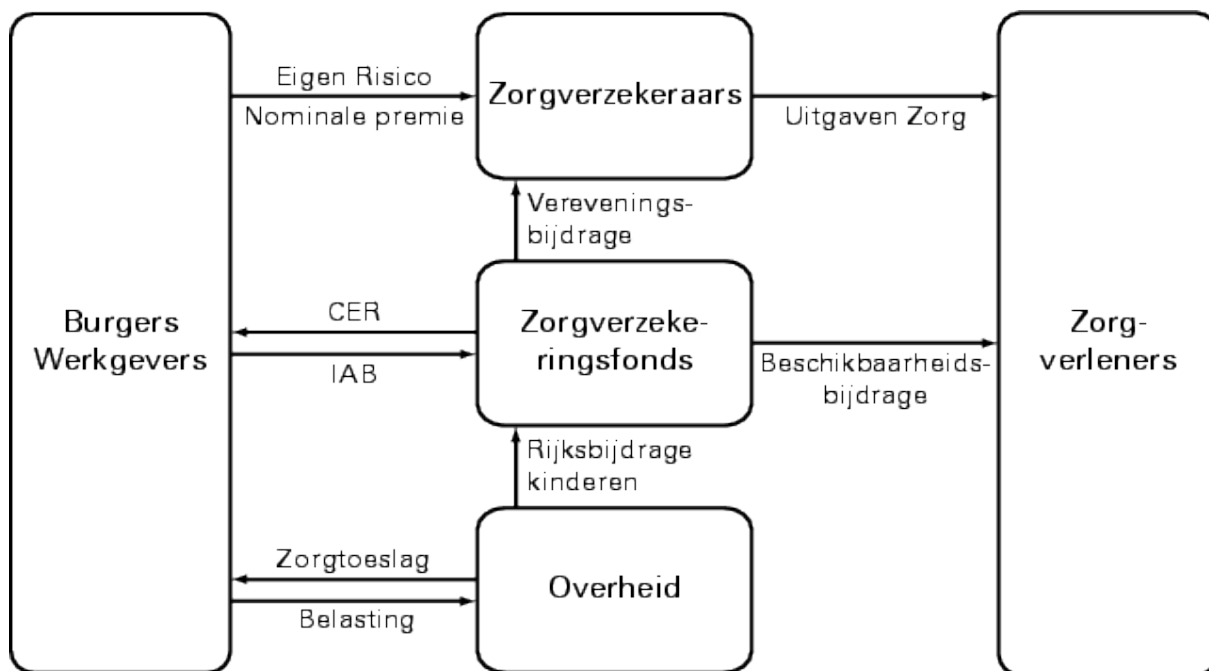 Eigen Risico
Nominale premie
Zorgverzekeraars
Uitgaven Zorg
Verevenings-
bijdrage
Burgers
Werkgevers
CER
IAB
Zorgverzeke-
ringsfonds
Beschikbaarheids-
bijdrage
Zorg-
verleners
Rijksbijdrage
kinderen
Zorgtoeslag
Belasting
Overheid